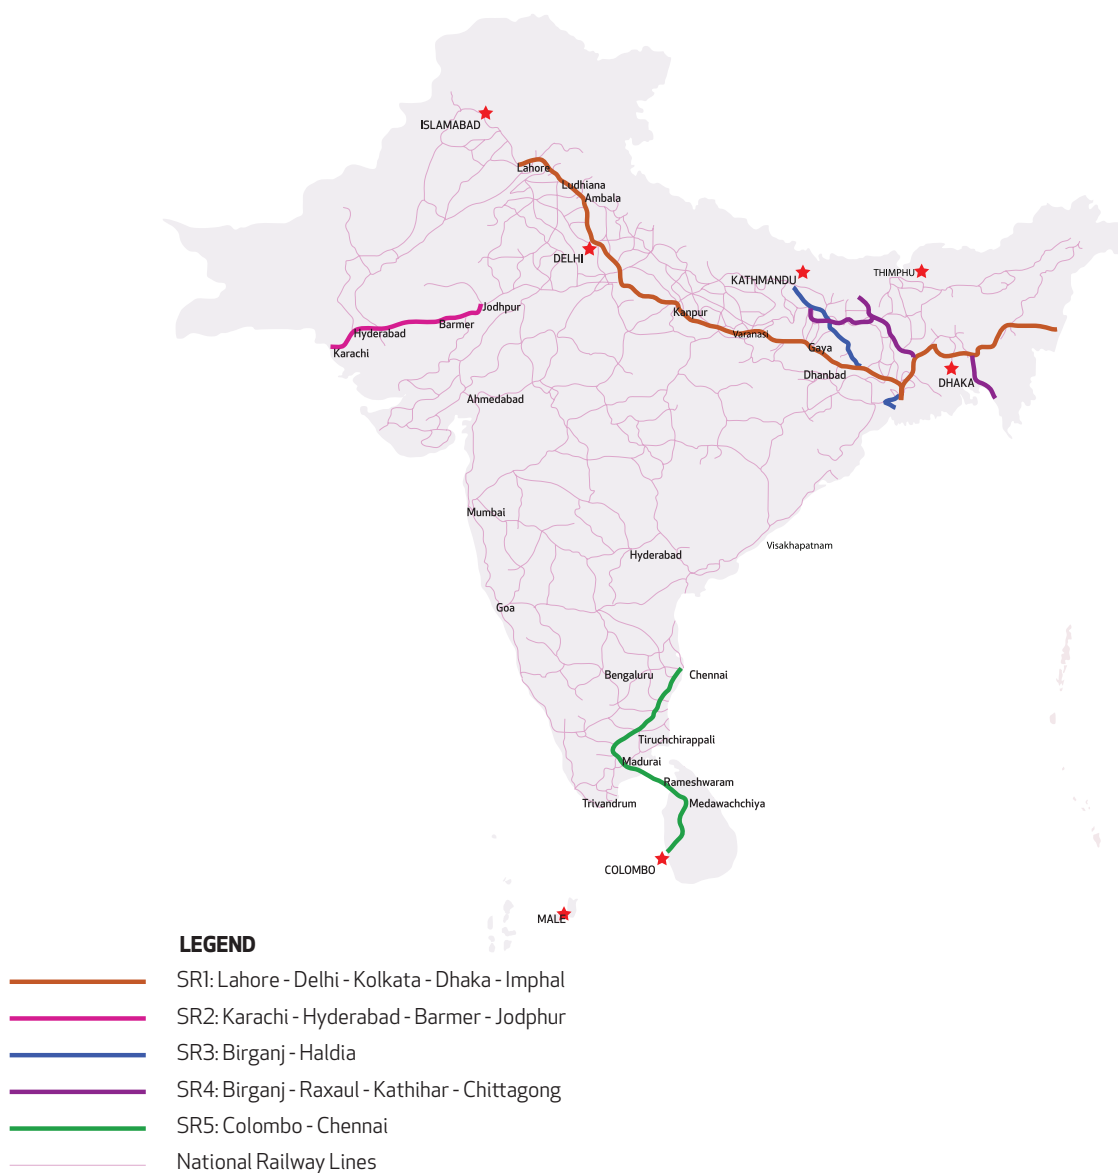 ISLAMABAD
Lahore
Ludhiana
Ambala
DELHI
KATHMANDU
THIMPHU
Jodhpur
Kanpur
Barmer
Hyderabad
Varanasi
Gaya
Karachi
Dhanbad
DHAKA
Ahmedabad
Mumbai
Visakhapatnam
Hyderabad
Goa
Bengaluru
Chennai
Tiruchchirappali
Madurai
Rameshwaram
Trivandrum
Medawachchiya
COLOMBO
MALE
LEGEND
SR1: Lahore - Delhi - Kolkata - Dhaka - Imphal
SR2: Karachi - Hyderabad - Barmer - Jodphur
SR3: Birganj - Haldia
SR4: Birganj - Raxaul - Kathihar - Chittagong
SR5: Colombo - Chennai
National Railway Lines